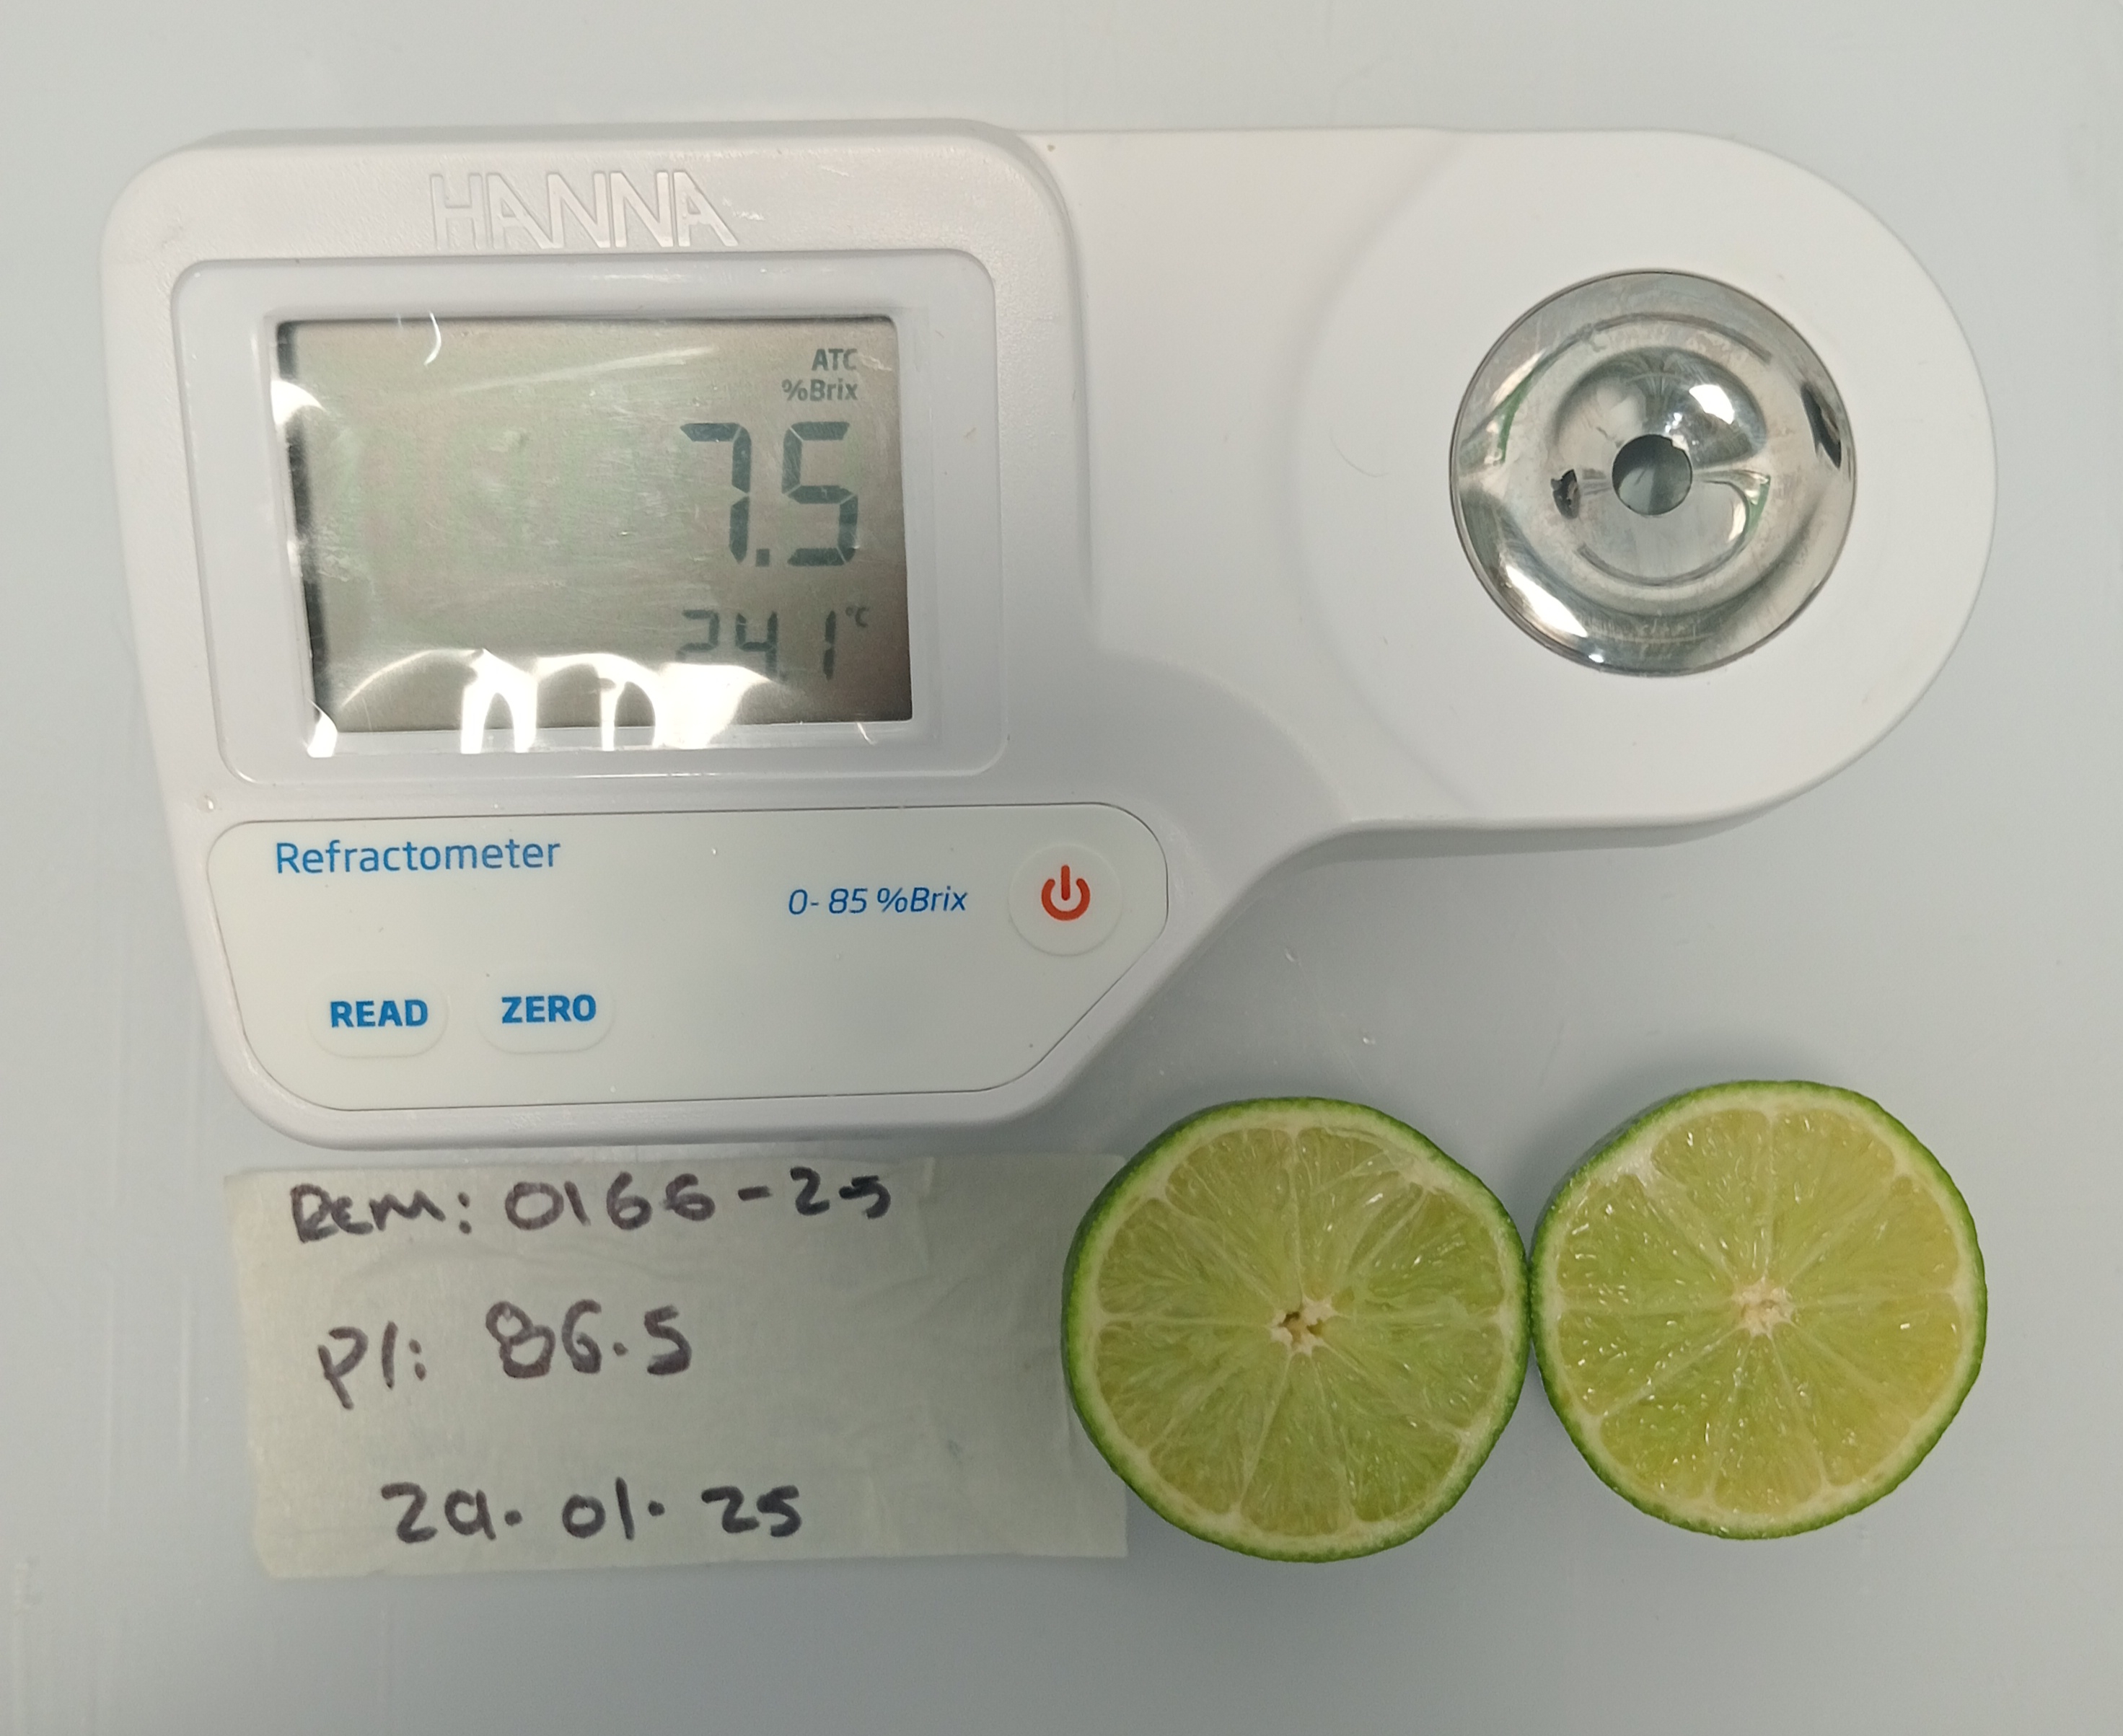 HANNA
ATC
%Brix
7.5
24.1 °C
Refractometer
0-85 %Brix
READ
ZERO
Rem: 0166-25
P1: 86.5
29.01.25